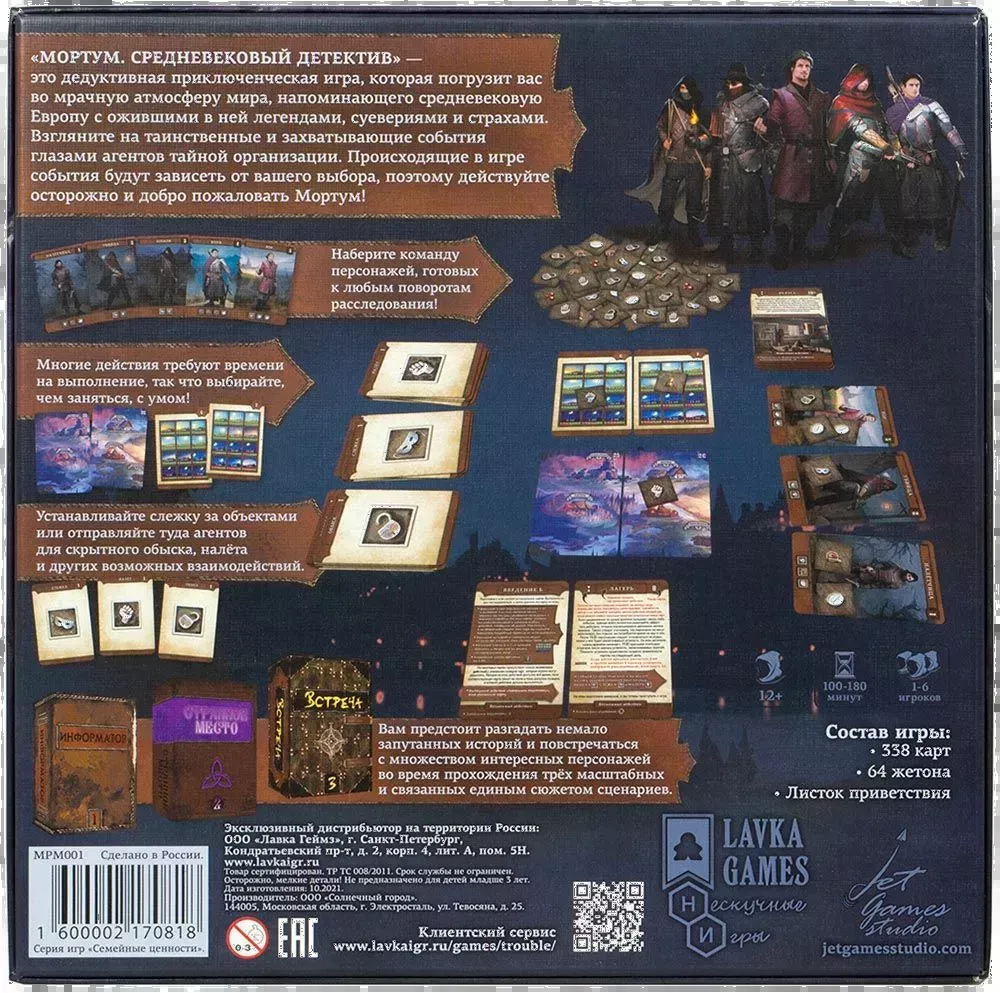 «МОРТУМ. СРЕДНЕВЕКОВЫЙ ДЕТЕКТИВ» —
это дедуктивная приключенческая игра, которая погрузит вас
во мрачную атмосферу мира, напоминающего средневековую
Европу с ожившими в ней легендами, суевериями и страхами.
Взгляните на таинственные и захватывающие события
глазами агентов тайной организации. Происходящие в игре
события будут зависеть от вашего выбора, поэтому действуйте
осторожно и добро пожаловать Мортум!
Наберите команду
персонажей, готовых
к любым поворотам
расследования!
Многие действия требуют времени
на выполнение, так что выбирайте,
чем заняться, с умом!
Устанавливайте слежку за объектами
или отправляйте туда агентов
для скрытного обыска, налёта
и других возможных взаимодействий.
ВВЕДЕНИЕ Б
ЛАГЕРЬ
ИНФОРМАТОР
1
СТРАННОЕ
МЕСТО
2
ВСТРЕЧА
ВСТРЕЧА
3
12+
100-180
минут
1-6
игроков
Вам предстоит разгадать немало
запутанных историй и повстречаться
с множеством интересных персонажей
во время прохождения трёх масштабных
и связанных единым сюжетом сценариев.
Состав игры:
• 338 карт
• 64 жетона
• Листок приветствия
Эксклюзивный дистрибьютор на территории России:
ООО «Лавка Геймз», г. Санкт-Петербург,
Кондратьевский пр-т, д. 2, корп. 4, лит. А, пом. 5Н.
www.lavkaigr.ru
Товар сертифицирован. ТР ТС 008/2011. Срок службы не ограничен.
Осторожно, мелкие детали! Не предназначено для детей младше 3 лет.
Дата изготовления: 10.2021.
Производитель: ООО «Солнечный город».
144005, Московская область, г. Электросталь, ул. Тевосяна, д. 25.
МРМ001 Сделано в России.
1 600002 170818
Серия игр «Семейные ценности».
0-3
EAC
Клиентский сервис
www.lavkaigr.ru/games/trouble/
LAVKA
GAMES
Нескучные
Игры
Jet
Games
studio
jetgamesstudio.com